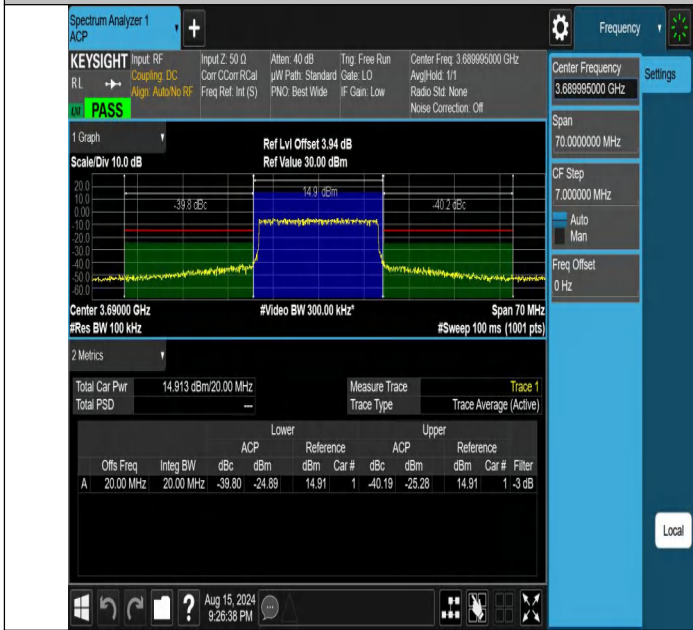 Spectrum Analyzer 1
ACP
Frequency
KEYSIGHT Input: RF Input Z: 50 Ω Atten: 40 dB Trig: Free Run Center Freq: 3.689995000 GHz
RL Coupling: DC Corr CCorr RCal µW Path: Standard Gate: LO Avg|Hold: 1/1
Align: Auto/No RF Freq Ref: Int (S) PNO: Best Wide IF Gain: Low Radio Std: None
PASS Noise Correction: Off
Center Frequency
3.689995000 GHz
Settings
Span
70.0000000 MHz
CF Step
7.000000 MHz
Auto
Man
Freq Offset
0 Hz
1 Graph
Scale/Div 10.0 dB
Ref Lvl Offset 3.94 dB
Ref Value 30.00 dBm
20.0
10.0
0.00
-10.0
-20.0
-30.0
-40.0
-50.0
-60.0
-39.8 dBc 14.9 dBm -40.2 dBc
Center 3.69000 GHz #Video BW 300.00 kHz* Span 70 MHz
#Res BW 100 kHz #Sweep 100 ms (1001 pts)
2 Metrics
Total Car Pwr 14.913 dBm/20.00 MHz Measure Trace Trace 1
Total PSD --- Trace Type Trace Average (Active)
Lower Upper
ACP Reference ACP Reference
Offs Freq Integ BW dBc dBm dBm Car # dBc dBm dBm Car # Filter
A 20.00 MHz 20.00 MHz -39.80 -24.89 14.91 1 -40.19 -25.28 14.91 1 -3 dB
Local
Aug 15, 2024
9:26:38 PM